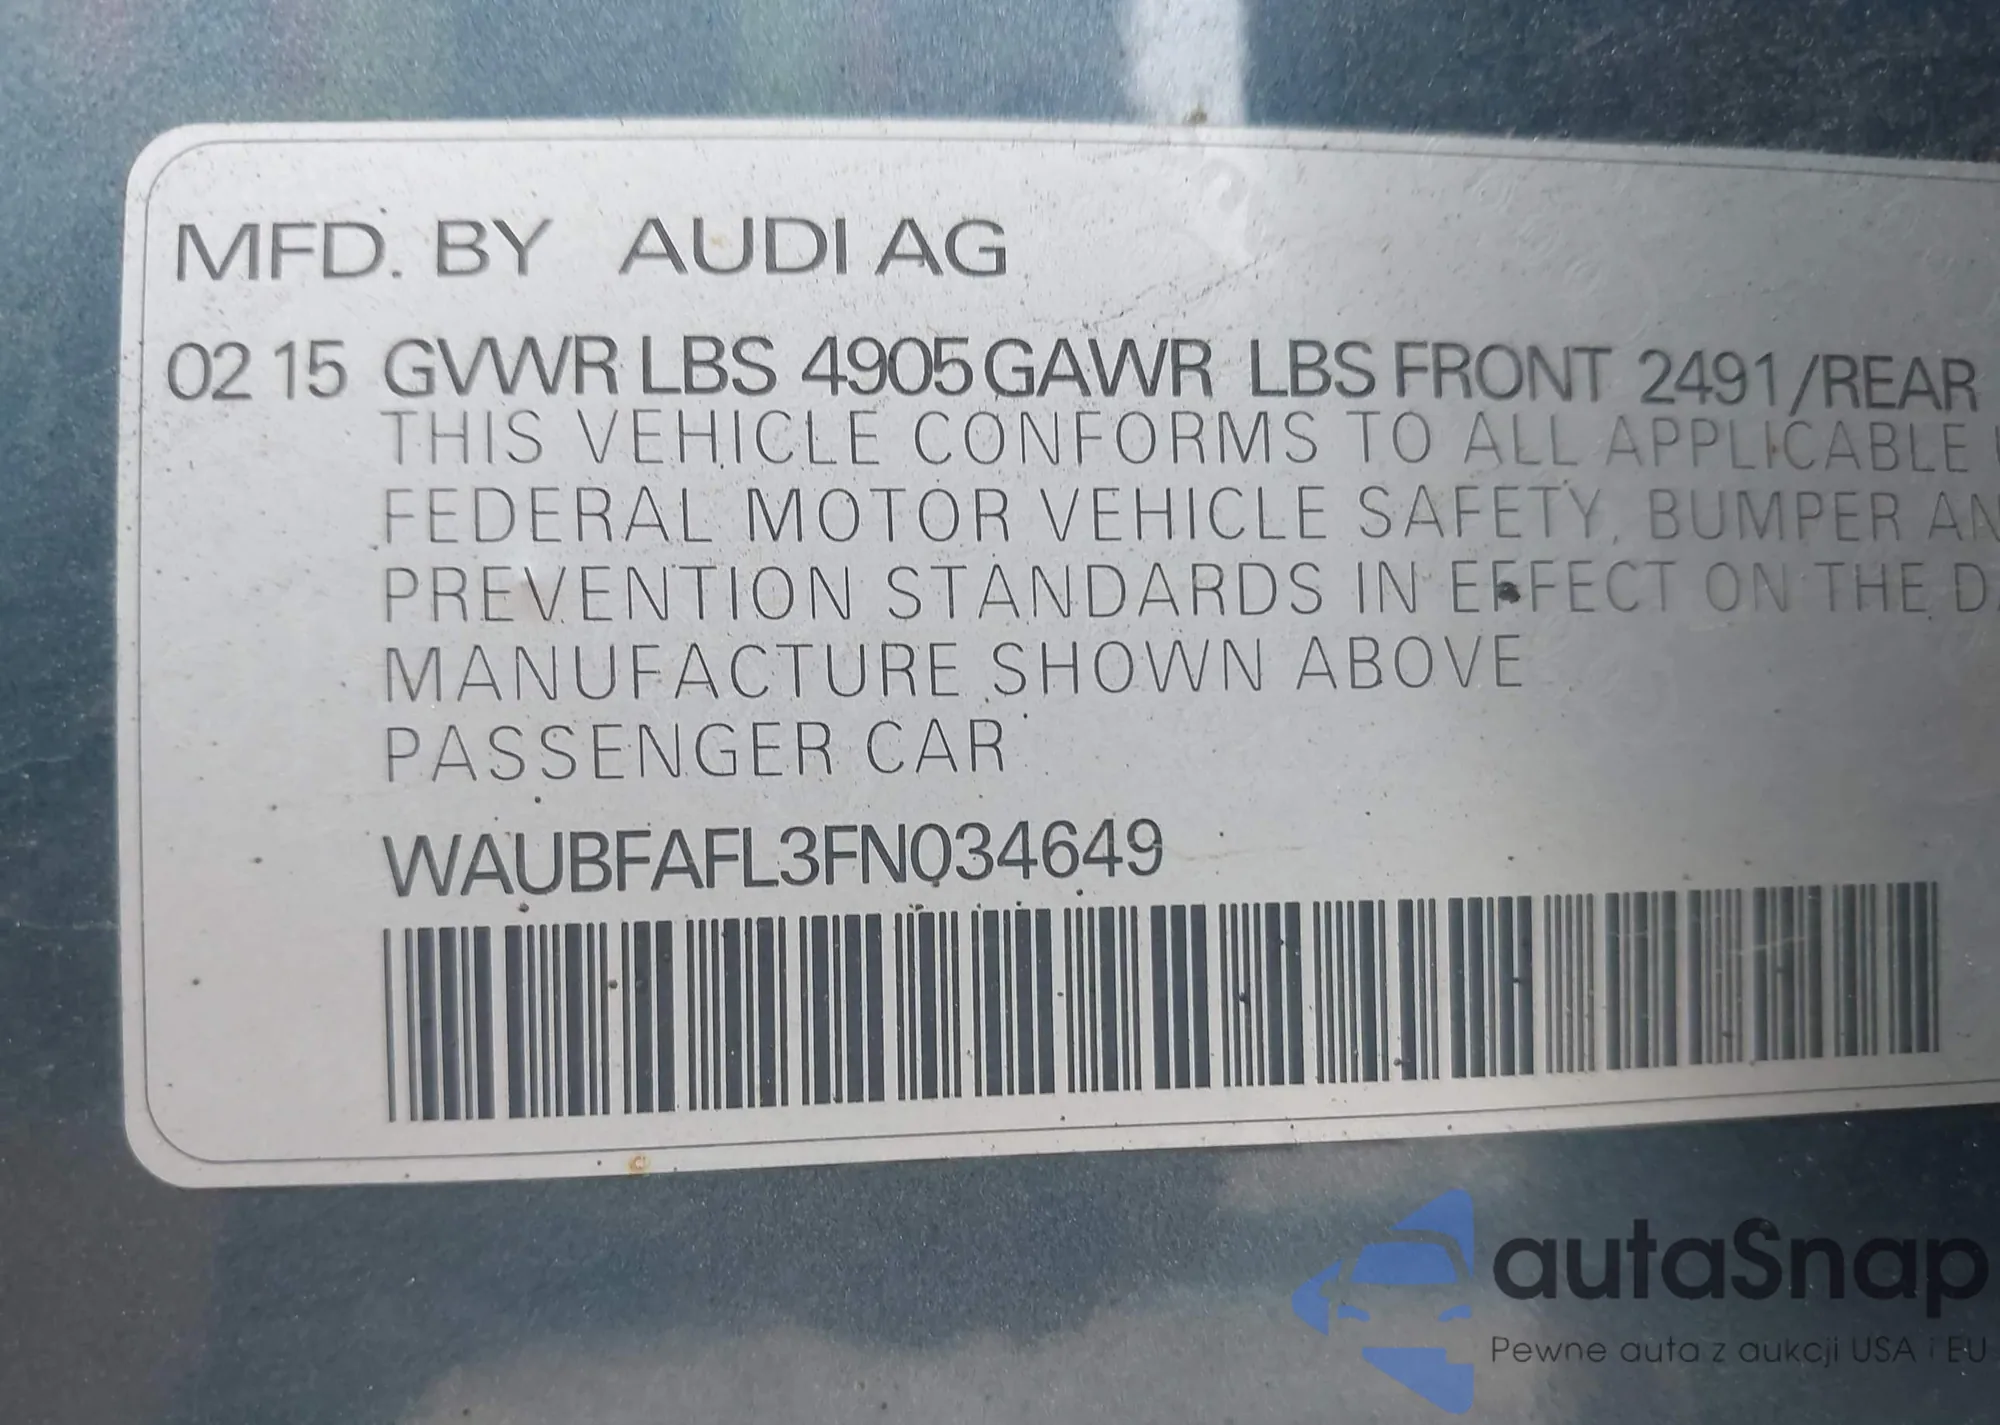 MFD. BY AUDI AG
02 15 GVWR LBS 4905 GAWR LBS FRONT 2491 /REAR
THIS VEHICLE CONFORMS TO ALL APPLICABLE
FEDERAL MOTOR VEHICLE SAFETY, BUMPER AN
PREVENTION STANDARDS IN EFFECT ON THE D
MANUFACTURE SHOWN ABOVE
PASSENGER CAR
WAUBFAFL3FN034649
autaSnap
Pewne auta z aukcji USA i EU